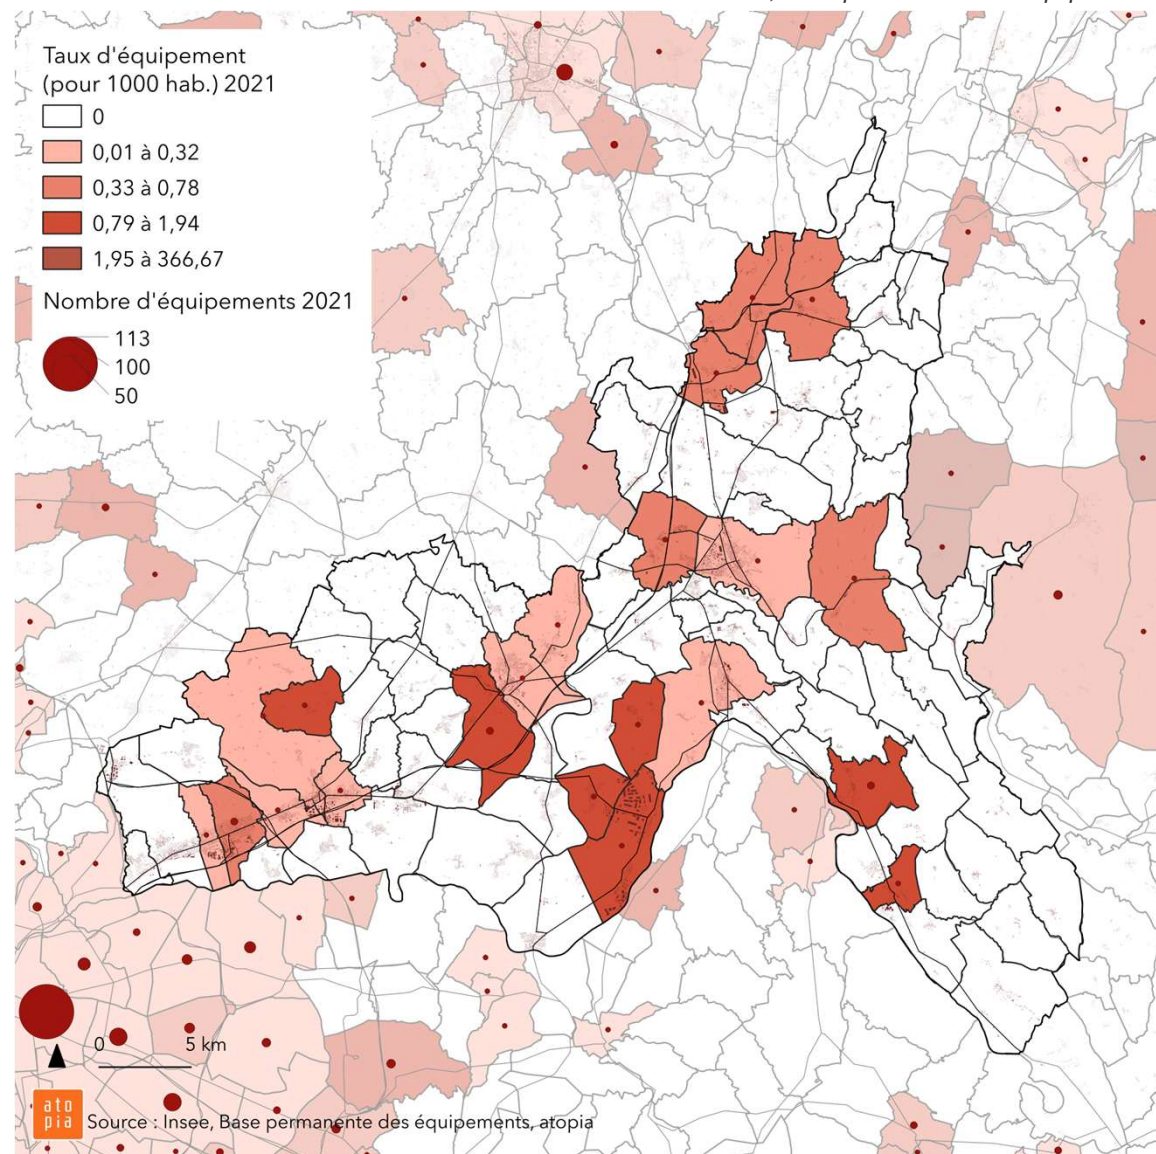 Taux d'équipement
(pour 1000 hab.) 2021
0
0,01 à 0,32
0,33 à 0,78
0,79 à 1,94
1,95 à 366,67
Nombre d'équipements 2021
113
100
50
0 5 km
ato
pia
Source : Insee, Base permanente des équipements, atopia